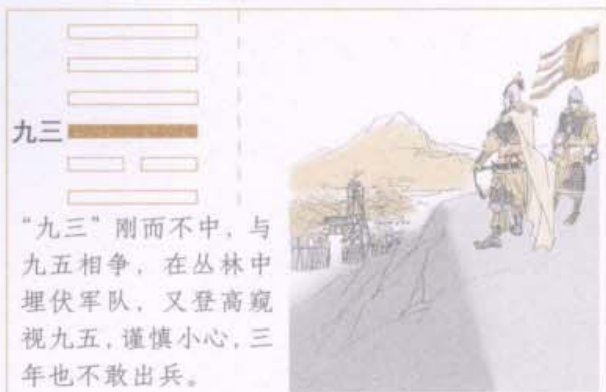 九三
“九三”刚而不中，与
九五相争，在丛林中
埋伏军队，又登高窥
视九五，谨慎小心，三
年也不敢出兵。